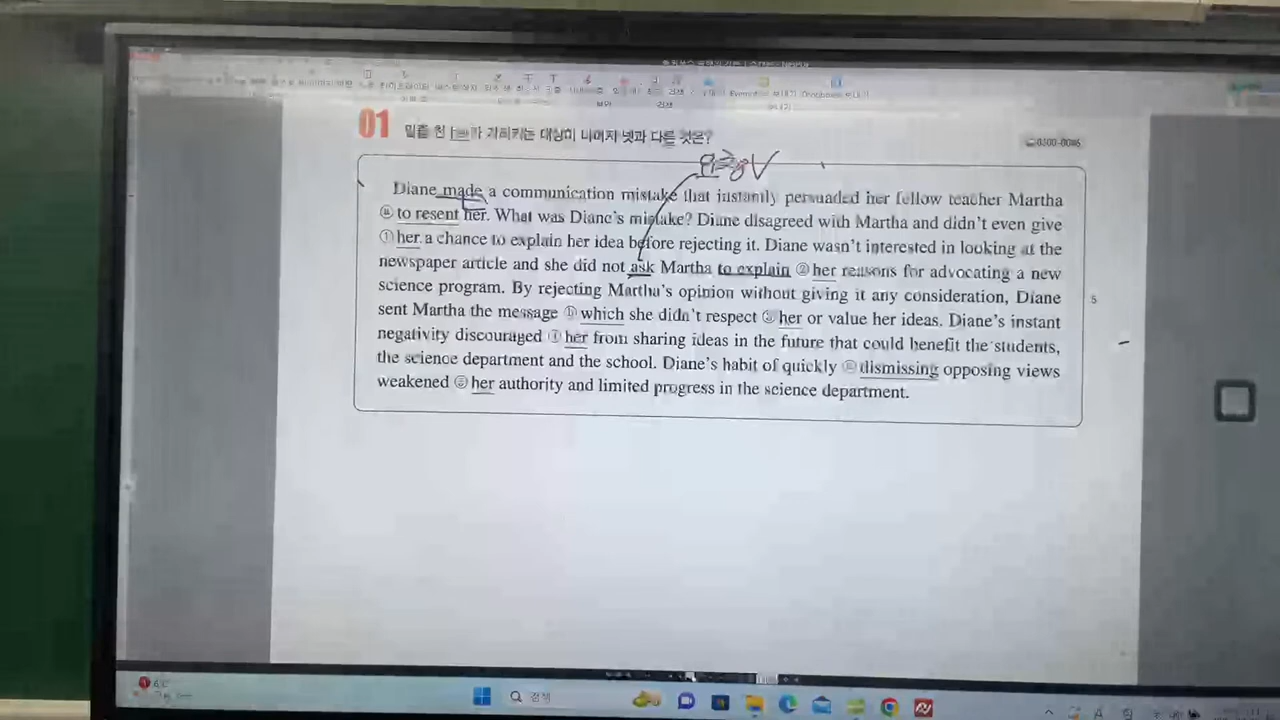 01 밑줄 친 her가 가리키는 대상이 나머지 넷과 다른 것은?
요청V
Diane made a communication mistake that instantly persuaded her fellow teacher Martha
ⓐ to resent her. What was Diane's mistake? Diane disagreed with Martha and didn't even give
① her a chance to explain her idea before rejecting it. Diane wasn't interested in looking at the
newspaper article and she did not ask Martha to explain ② her reasons for advocating a new
science program. By rejecting Martha's opinion without giving it any consideration, Diane
5
sent Martha the message ⓑ which she didn't respect ③ her or value her ideas. Diane's instant
negativity discouraged ④ her from sharing ideas in the future that could benefit the students,
the science department and the school. Diane's habit of quickly ⓒ dismissing opposing views
weakened ⑤ her authority and limited progress in the science department.
검색